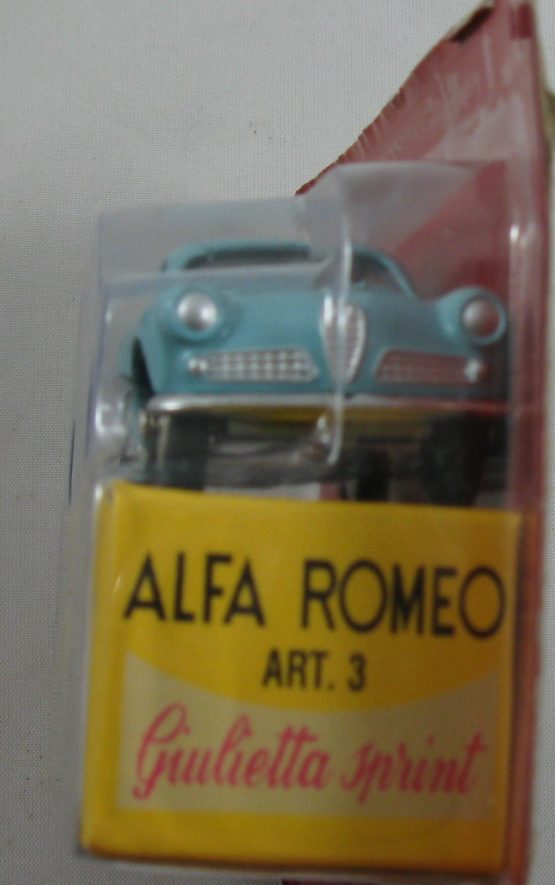 ALFA ROMEO
ART. 3
Giulietta sprint